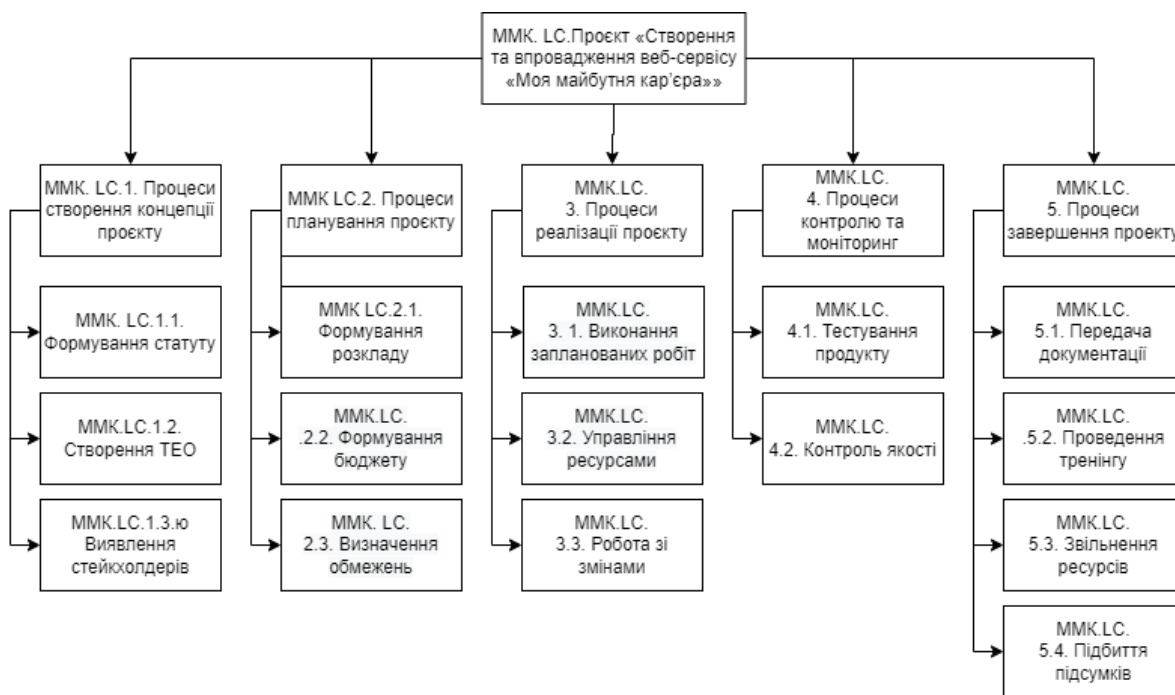 ММК. LC.Проєкт «Створення
та впровадження веб-сервісу
«Моя майбутня кар'єра»»
ММК. LC.1. Процеси
створення концепції
проєкту
ММК LC.2. Процеси
планування проєкту
ММК.LC.
3. Процеси
реалізації проєкту
ММК.LC.
4. Процеси
контролю та
моніторинг
ММК.LC.
5. Процеси
завершення проекту
ММК. LC.1.1.
Формування статуту
ММК LC.2.1.
Формування
розкладу
ММК.LC.
3. 1. Виконання
запланованих робіт
ММК.LC.
4.1. Тестування
продукту
ММК.LC.
5.1. Передача
документації
ММК.LC.1.2.
Створення ТЕО
ММК.LC.
.2.2. Формування
бюджету
ММК.LC.
3.2. Управління
ресурсами
ММК.LC.
4.2. Контроль якості
ММК.LC.
.5.2. Проведення
тренінгу
ММК.LC.1.3.ю
Виявлення
стейкхолдерів
ММК. LC.
2.3. Визначення
обмежень
ММК.LC.
3.3. Робота зі
змінами
ММК.LC.
5.3. Звільнення
ресурсів
ММК.LC.
5.4. Підбиття
підсумків